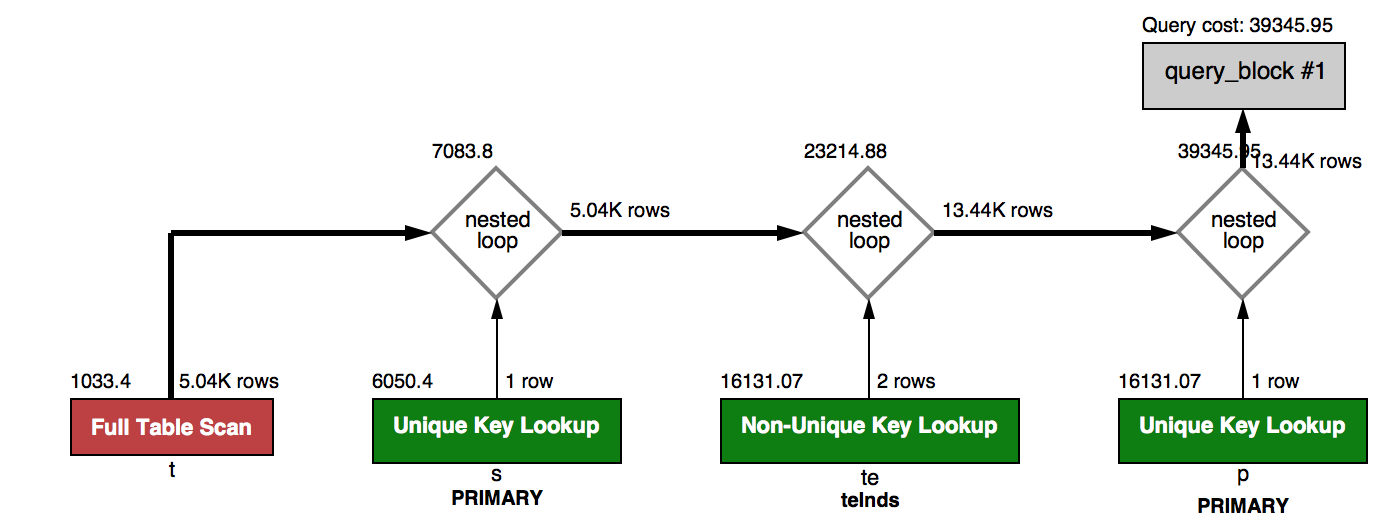 Query cost: 39345.95
query_block #1
7083.8
23214.88
39345.95
13.44K rows
nested
loop
5.04K rows
nested
loop
13.44K rows
nested
loop
1033.4
5.04K rows
6050.4
1 row
16131.07
2 rows
16131.07
1 row
Full Table Scan
Unique Key Lookup
Non-Unique Key Lookup
Unique Key Lookup
t
s
te
p
PRIMARY
teInds
PRIMARY